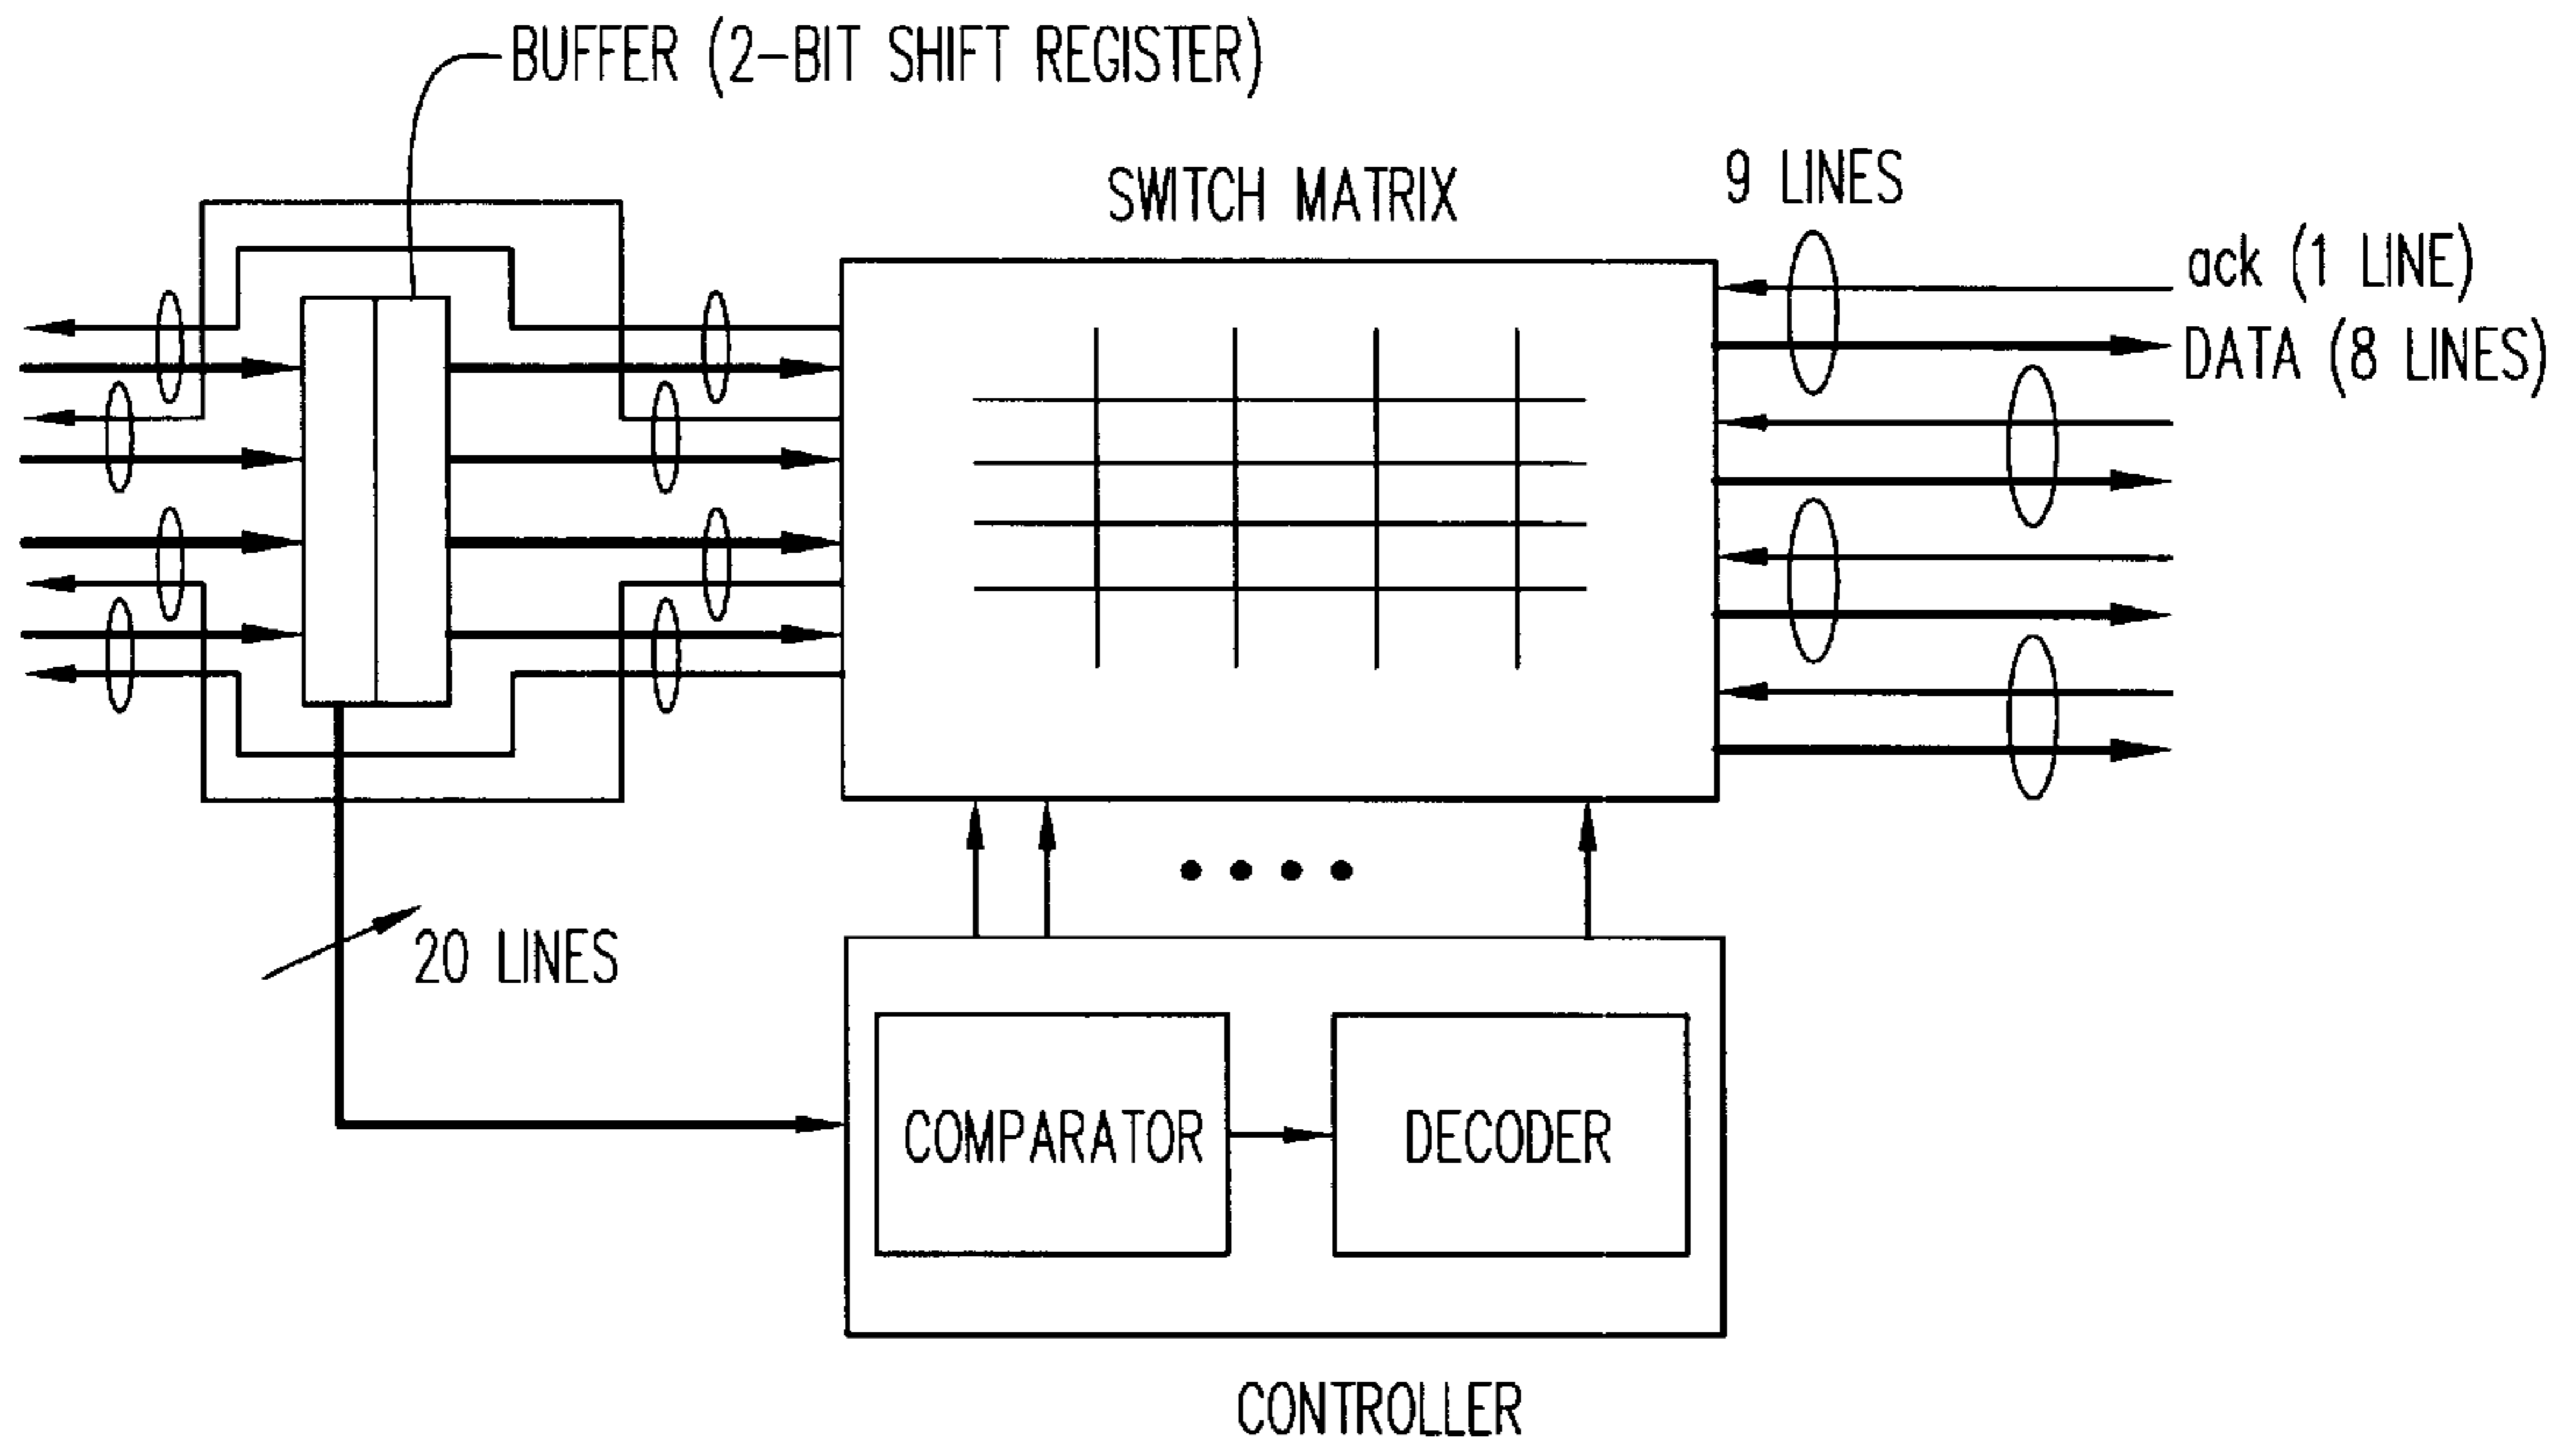 BUFFER (2-BIT SHIFT REGISTER)
SWITCH MATRIX
9 LINES
ack (1 LINE)
DATA (8 LINES)
20 LINES
COMPARATOR
DECODER
CONTROLLER